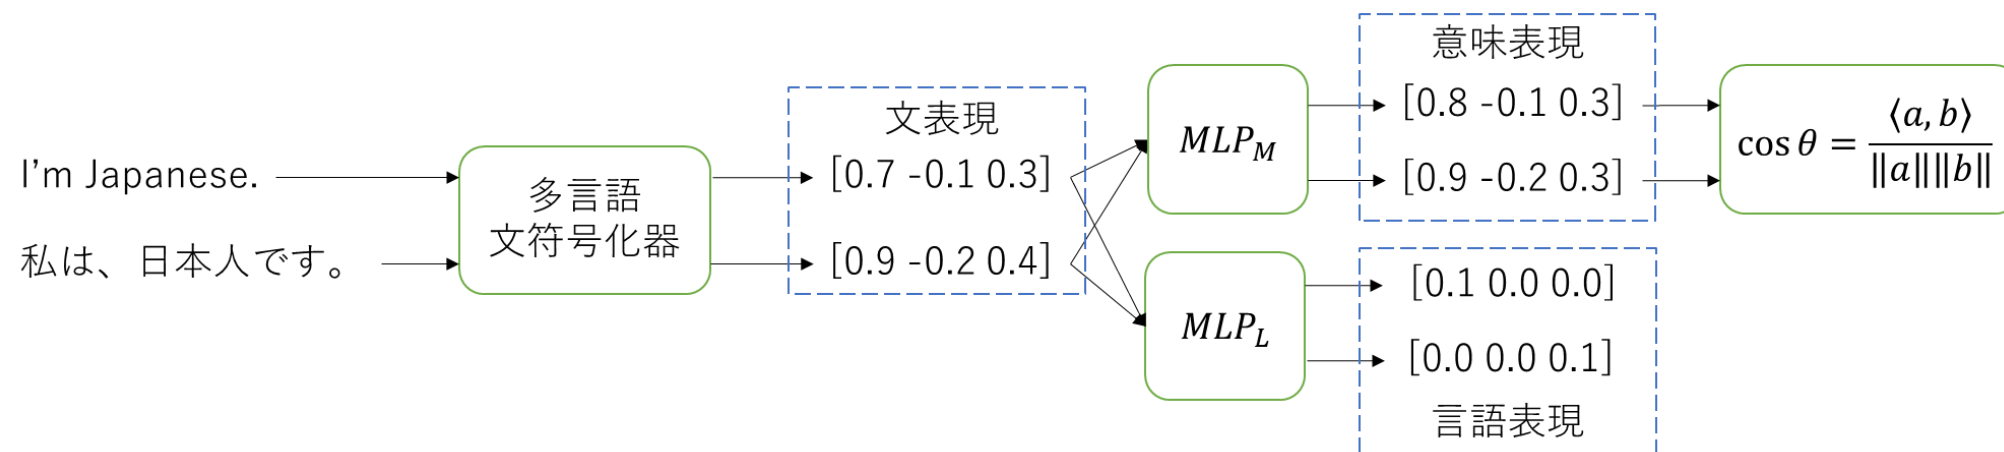 I’m Japanese.
私は、日本人です。
多言語
文符号化器
文表現
[0.7 -0.1 0.3]
[0.9 -0.2 0.4]
MLP_M
MLP_L
意味表現
[0.8 -0.1 0.3]
[0.9 -0.2 0.3]
[0.1 0.0 0.0]
[0.0 0.0 0.1]
言語表現
cos θ = ⟨a, b⟩ / ‖a‖‖b‖